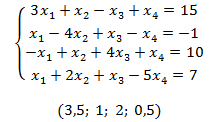 3x₁ + x₂ − x₃ + x₄ = 15
x₁ − 4x₂ + x₃ − x₄ = −1
−x₁ + x₂ + 4x₃ + x₄ = 10
x₁ + 2x₂ + x₃ − 5x₄ = 7
(3,5; 1; 2; 0,5)